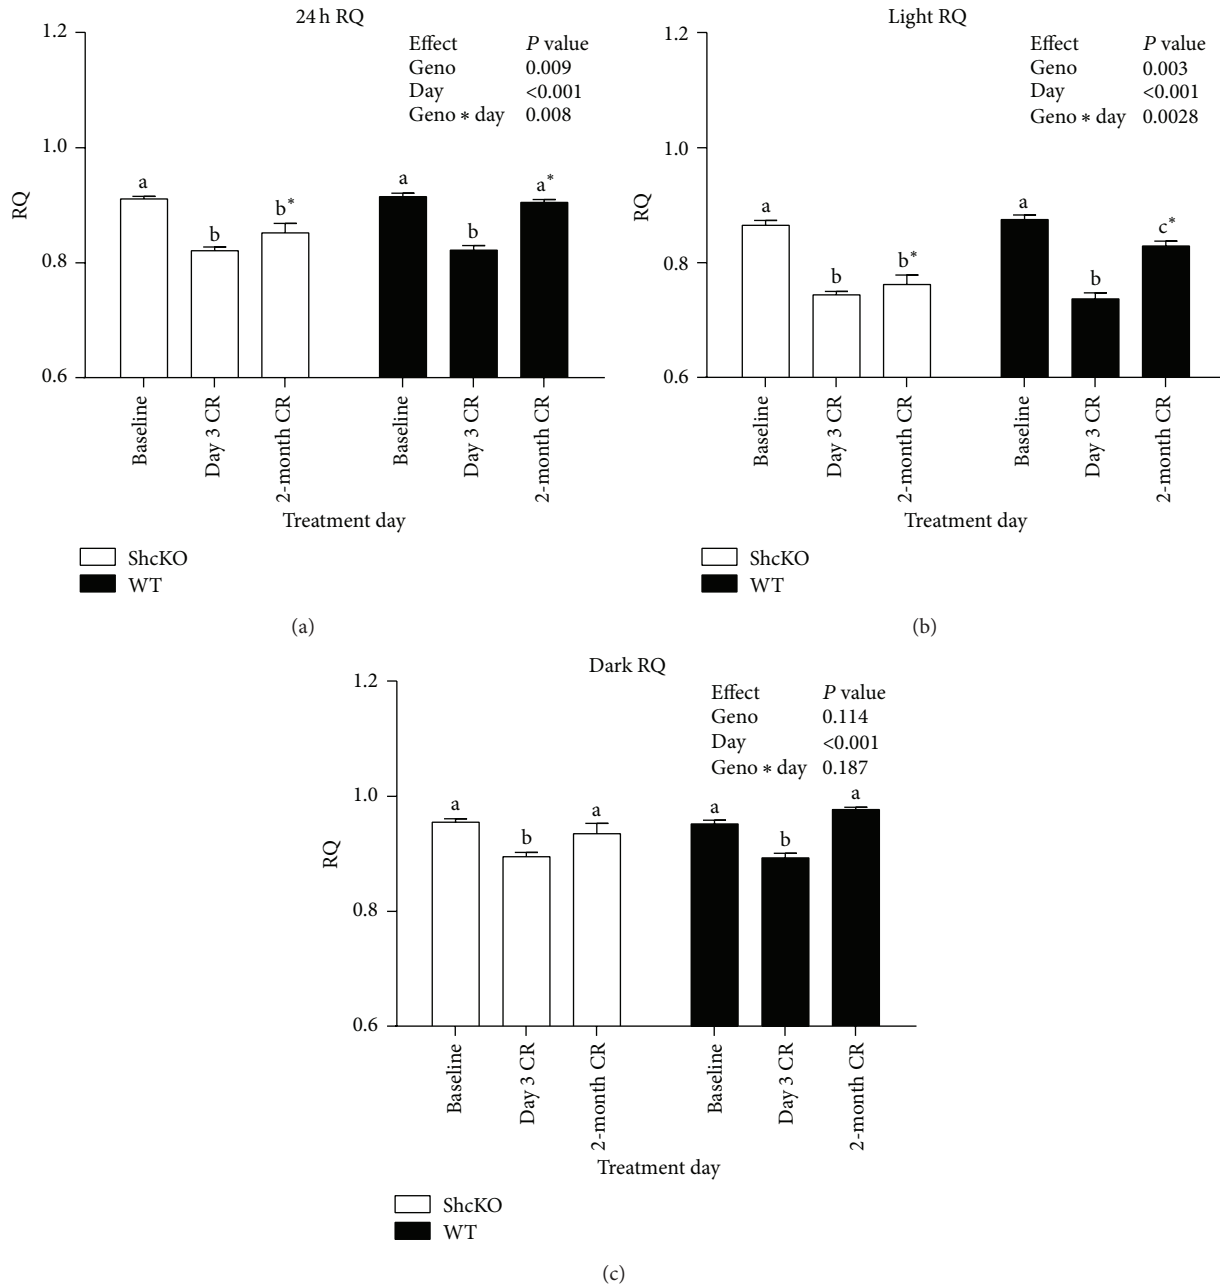 24 h RQ
1.2
1.0
0.8
0.6
RQ
Effect P value
Geno 0.009
Day <0.001
Geno * day 0.008
a
b
b*
a
b
a*
Baseline
Day 3 CR
2-month CR
Baseline
Day 3 CR
2-month CR
Treatment day
ShcKO
WT
(a)
Light RQ
1.2
1.0
0.8
0.6
RQ
Effect P value
Geno 0.003
Day <0.001
Geno * day 0.0028
a
b
b*
a
b
c*
Baseline
Day 3 CR
2-month CR
Baseline
Day 3 CR
2-month CR
Treatment day
ShcKO
WT
(b)
Dark RQ
1.2
1.0
0.8
0.6
RQ
Effect P value
Geno 0.114
Day <0.001
Geno * day 0.187
a
b
a
a
b
a
Baseline
Day 3 CR
2-month CR
Baseline
Day 3 CR
2-month CR
Treatment day
ShcKO
WT
(c)